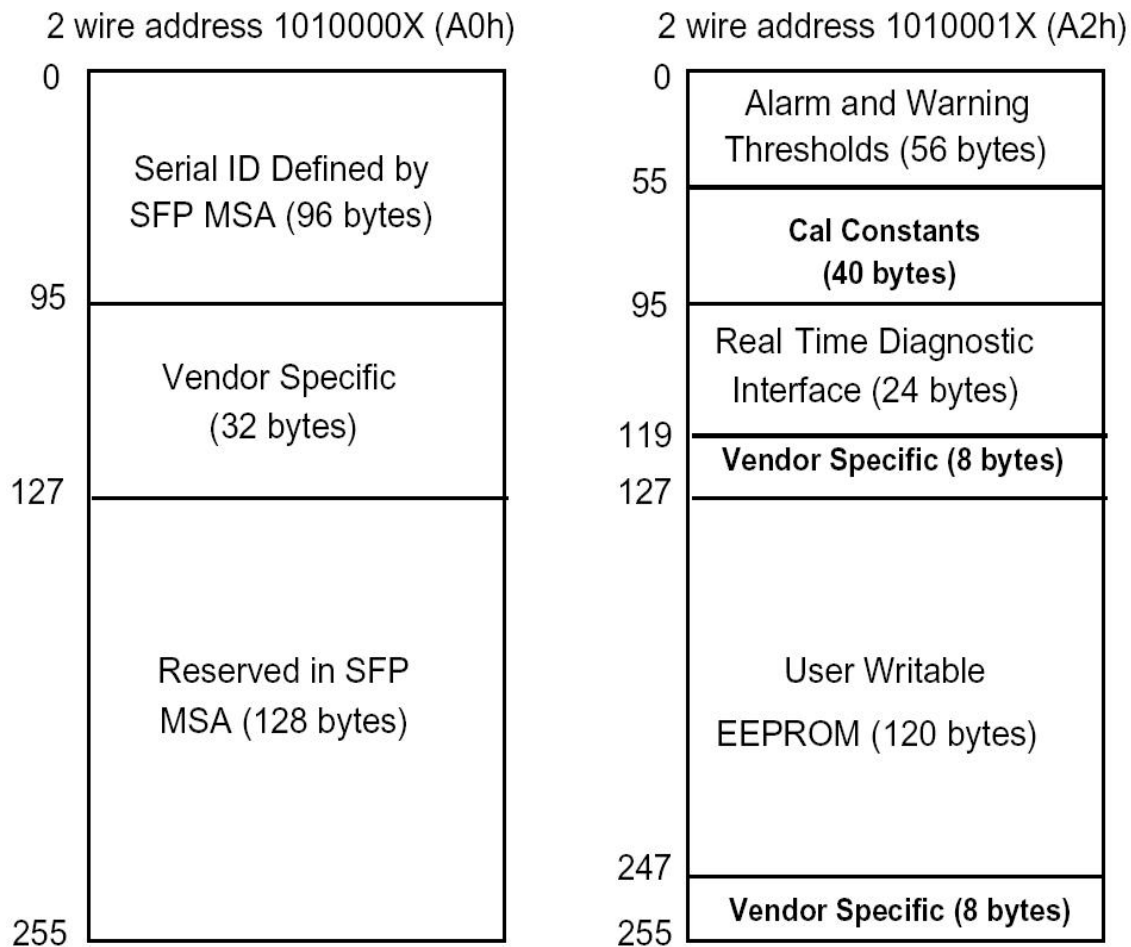 2 wire address 1010000X (A0h)
0
Serial ID Defined by
SFP MSA (96 bytes)
95
Vendor Specific
(32 bytes)
127
Reserved in SFP
MSA (128 bytes)
255
2 wire address 1010001X (A2h)
0
Alarm and Warning
Thresholds (56 bytes)
55
Cal Constants
(40 bytes)
95
Real Time Diagnostic
Interface (24 bytes)
119
Vendor Specific (8 bytes)
127
User Writable
EEPROM (120 bytes)
247
Vendor Specific (8 bytes)
255